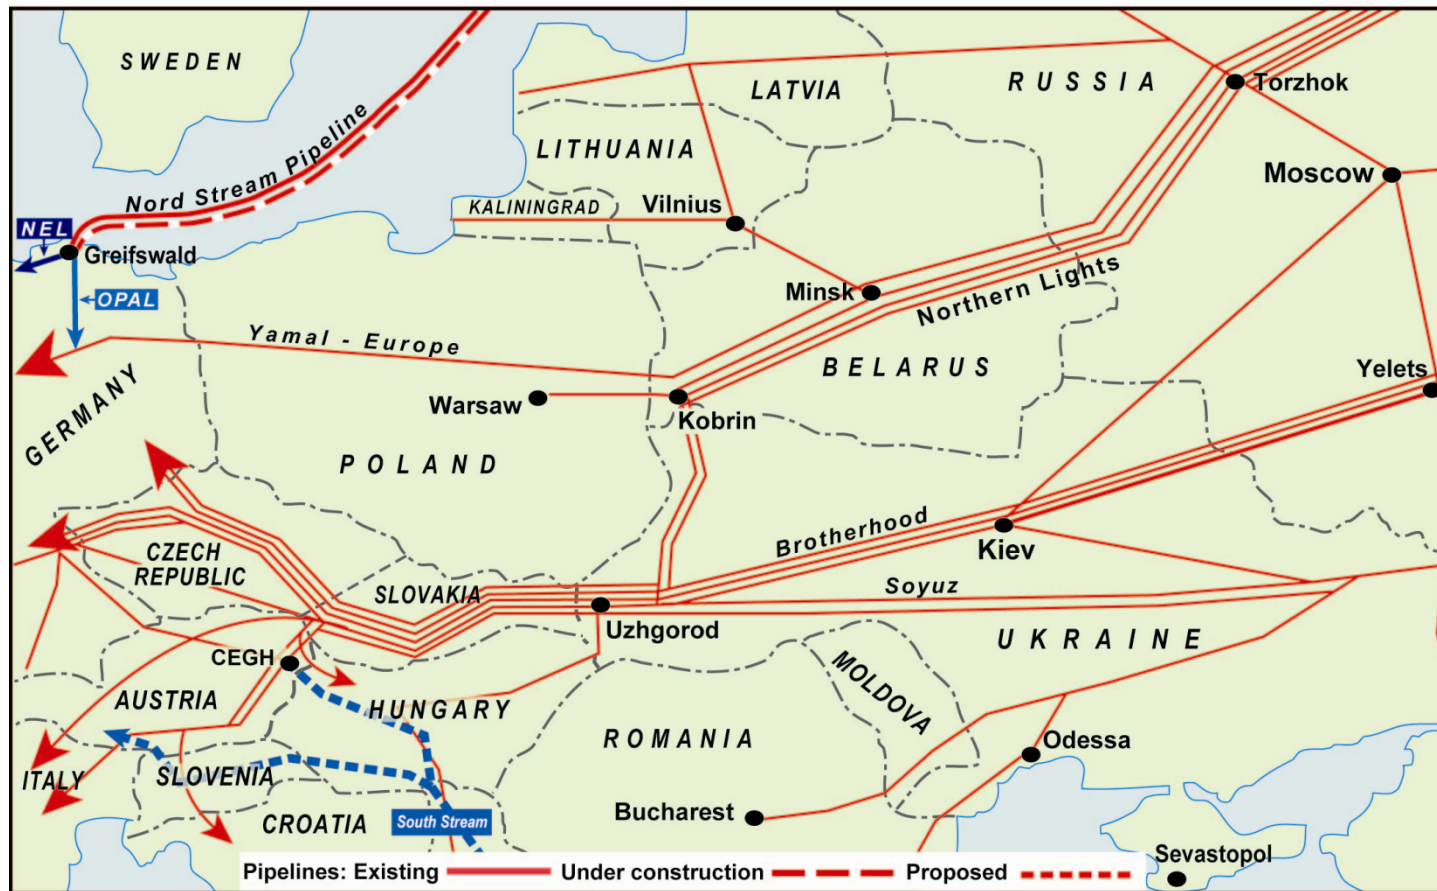 SWEDEN
LATVIA
RUSSIA
Torzhok
Nord Stream Pipeline
LITHUANIA
Moscow
KALININGRAD
Vilnius
NEL
Greifswald
OPAL
Minsk
Northern Lights
Yamal - Europe
BELARUS
Yelets
GERMANY
Warsaw
Kobrin
POLAND
Brotherhood
Kiev
CZECH
REPUBLIC
SLOVAKIA
Soyuz
Uzhgorod
UKRAINE
CEGH
AUSTRIA
HUNGARY
MOLDOVA
ROMANIA
Odessa
ITALY
SLOVENIA
Bucharest
CROATIA
South Stream
Sevastopol
Pipelines: Existing Under construction Proposed